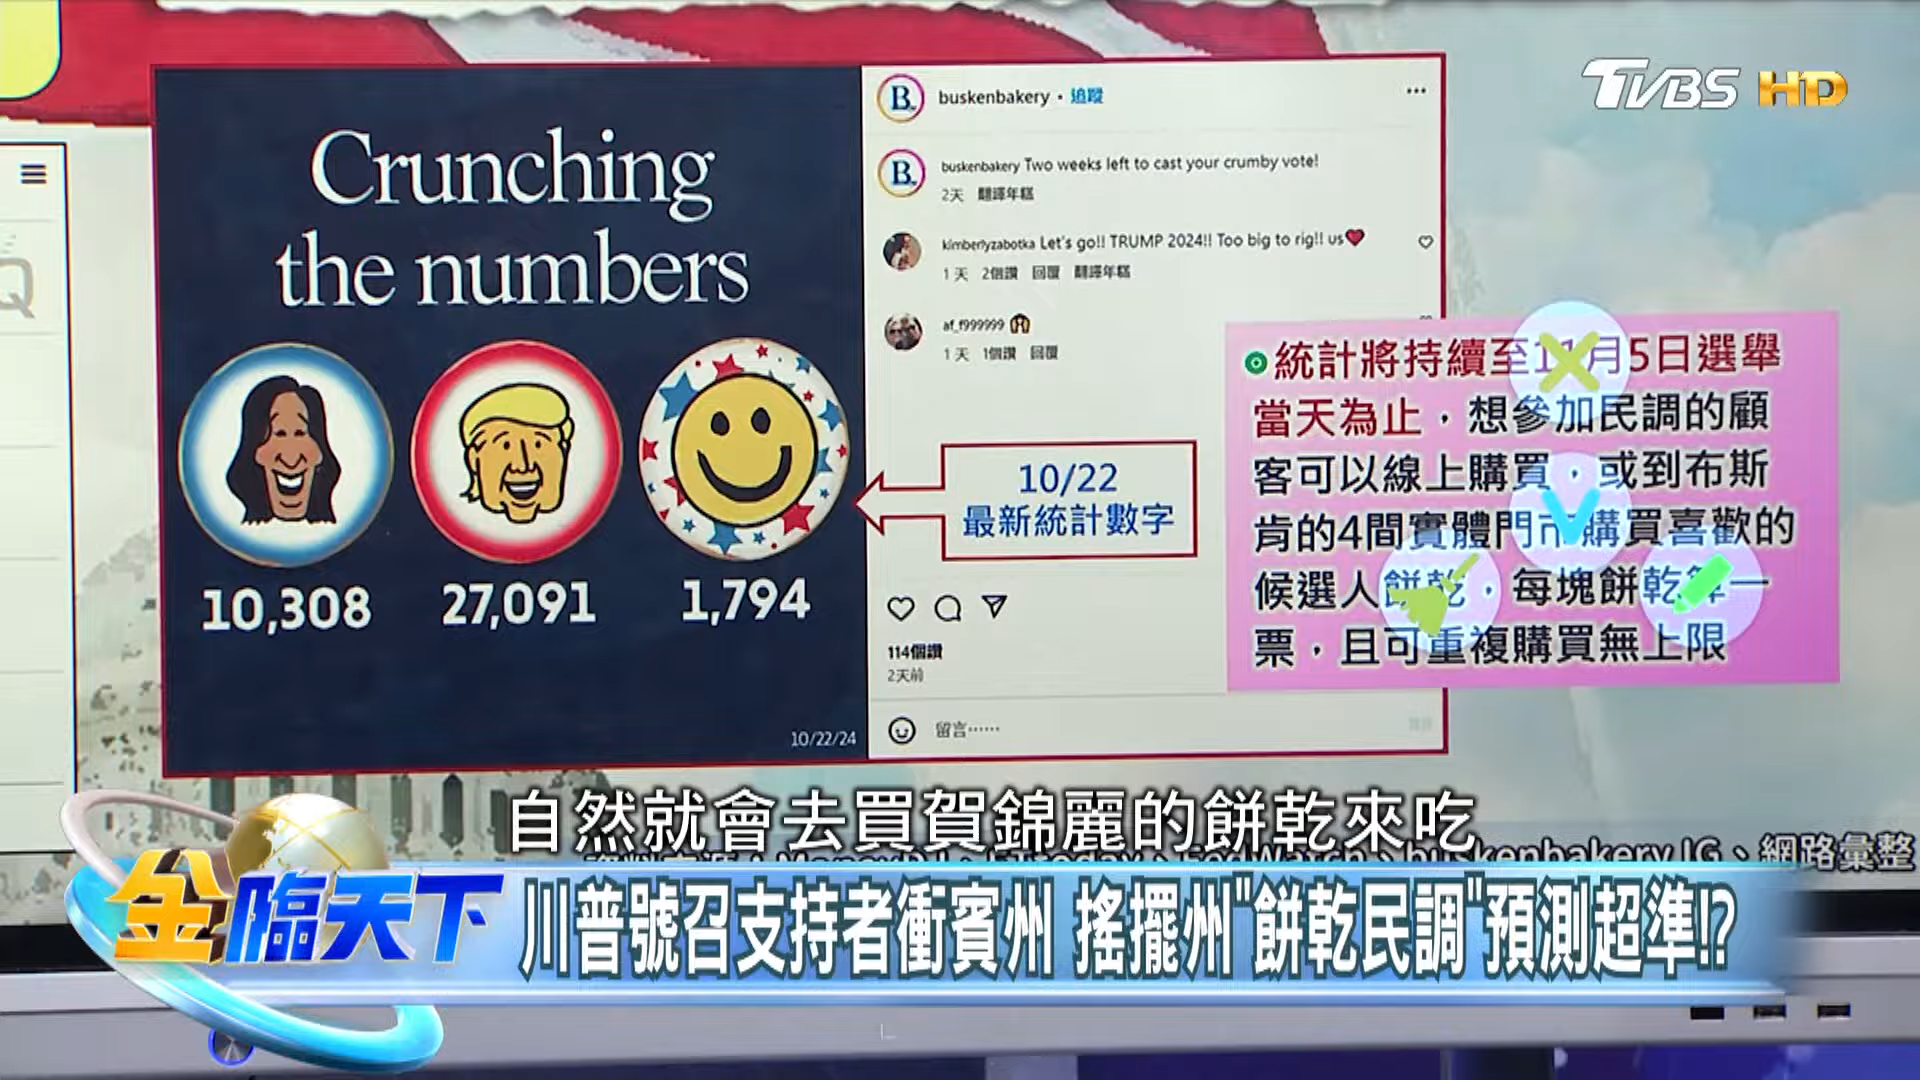 TVBS HD
Crunching
the numbers
10,308
27,091
1,794
10/22/24
buskenbakery • 追蹤
buskenbakery Two weeks left to cast your crumby vote!
2天 翻譯年糕
kimberlyzabotka Let's go!! TRUMP 2024!! Too big to rig!! us❤
1天 2個讚 回覆 翻譯年糕
af_f999999
1天 1個讚 回覆
10/22
最新統計數字
114個讚
2天前
留言……
統計將持續至11月5日選舉
當天為止，想參加民調的顧
客可以線上購買，或到布斯
肯的4間實體門市購買喜歡的
候選人餅乾，每塊餅乾算一
票，且可重複購買無上限
自然就會去買賀錦麗的餅乾來吃
buskenbakery IG、網路彙整
金臨天下
川普號召支持者衝賓州 搖擺州"餅乾民調"預測超準!?